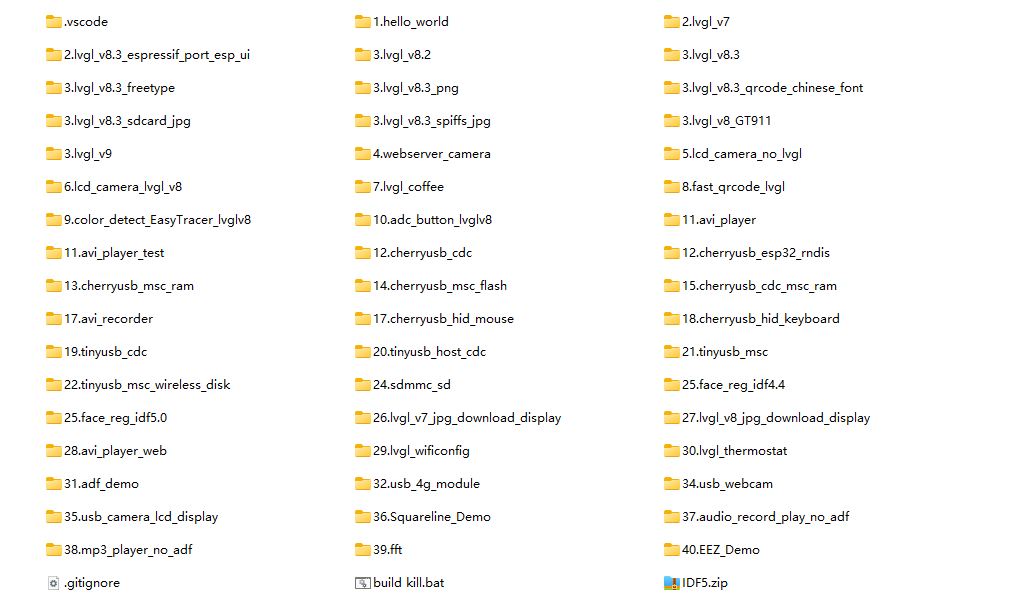 .vscode
1.hello_world
2.lvgl_v7
2.lvgl_v8.3_espressif_port_esp_ui
3.lvgl_v8.2
3.lvgl_v8.3
3.lvgl_v8.3_freetype
3.lvgl_v8.3_png
3.lvgl_v8.3_qrcode_chinese_font
3.lvgl_v8.3_sdcard_jpg
3.lvgl_v8.3_spiffs_jpg
3.lvgl_v8_GT911
3.lvgl_v9
4.webserver_camera
5.lcd_camera_no_lvgl
6.lcd_camera_lvgl_v8
7.lvgl_coffee
8.fast_qrcode_lvgl
9.color_detect_EasyTracer_lvglv8
10.adc_button_lvglv8
11.avi_player
11.avi_player_test
12.cherryusb_cdc
12.cherryusb_esp32_rndis
13.cherryusb_msc_ram
14.cherryusb_msc_flash
15.cherryusb_cdc_msc_ram
17.avi_recorder
17.cherryusb_hid_mouse
18.cherryusb_hid_keyboard
19.tinyusb_cdc
20.tinyusb_host_cdc
21.tinyusb_msc
22.tinyusb_msc_wireless_disk
24.sdmmc_sd
25.face_reg_idf4.4
25.face_reg_idf5.0
26.lvgl_v7_jpg_download_display
27.lvgl_v8_jpg_download_display
28.avi_player_web
29.lvgl_wificonfig
30.lvgl_thermostat
31.adf_demo
32.usb_4g_module
34.usb_webcam
35.usb_camera_lcd_display
36.Squareline_Demo
37.audio_record_play_no_adf
38.mp3_player_no_adf
39.fft
40.EEZ_Demo
.gitignore
build kill.bat
IDF5.zip